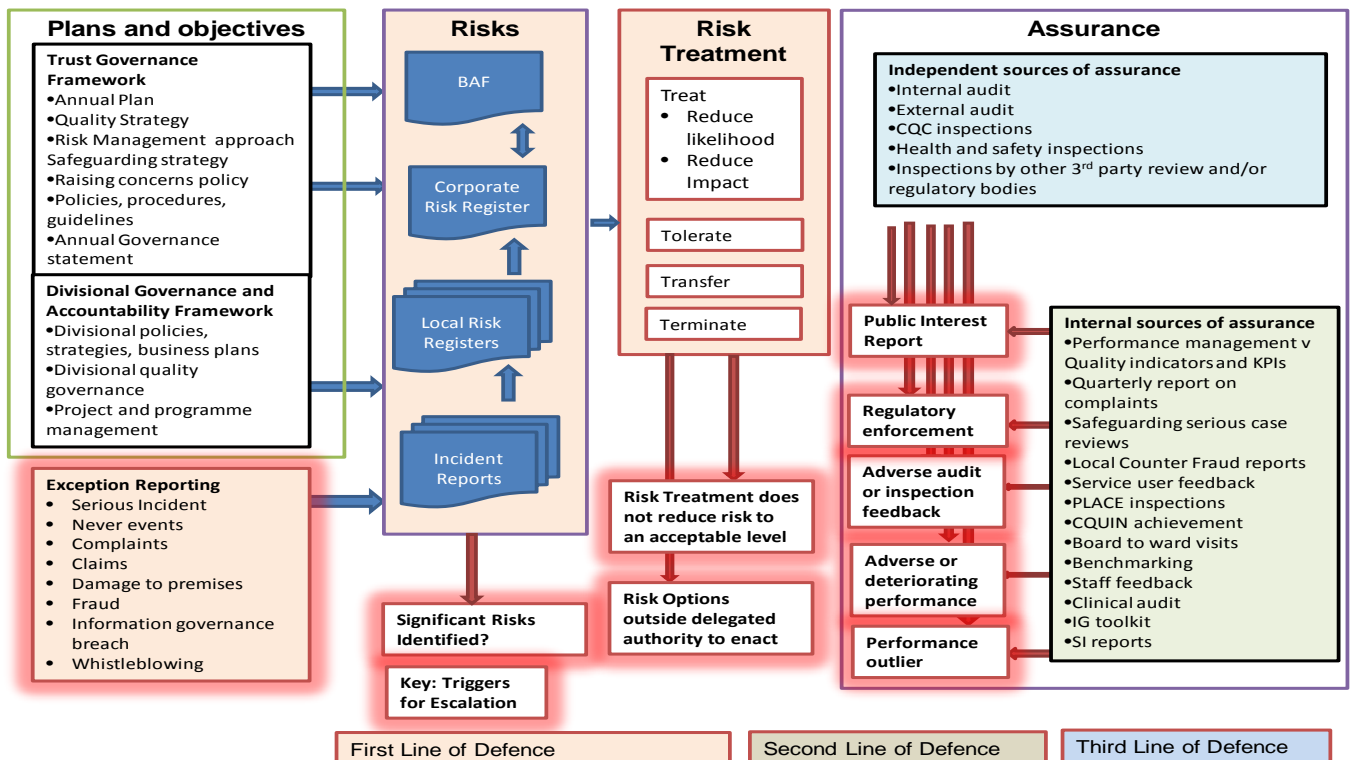 Plans and objectives
Trust Governance
Framework
•Annual Plan
•Quality Strategy
•Risk Management approach
Safeguarding strategy
•Raising concerns policy
•Policies, procedures,
guidelines
•Annual Governance
statement
Divisional Governance and
Accountability Framework
•Divisional policies,
strategies, business plans
•Divisional quality
governance
•Project and programme
management
Exception Reporting
• Serious Incident
• Never events
• Complaints
• Claims
• Damage to premises
• Fraud
• Information governance
breach
• Whistleblowing
Risks
BAF
Corporate
Risk Register
Local Risk
Registers
Incident
Reports
Significant Risks
Identified?
Key: Triggers
for Escalation
Risk
Treatment
Treat
• Reduce
likelihood
• Reduce
Impact
Tolerate
Transfer
Terminate
Risk Treatment does
not reduce risk to
an acceptable level
Risk Options
outside delegated
authority to enact
Assurance
Independent sources of assurance
•Internal audit
•External audit
•CQC inspections
•Health and safety inspections
•Inspections by other 3rd party review and/or
regulatory bodies
Public Interest
Report
Regulatory
enforcement
Adverse audit
or inspection
feedback
Adverse or
deteriorating
performance
Performance
outlier
Internal sources of assurance
•Performance management v
Quality indicators and KPIs
•Quarterly report on
complaints
•Safeguarding serious case
reviews
•Local Counter Fraud reports
•Service user feedback
•PLACE inspections
•CQUIN achievement
•Board to ward visits
•Benchmarking
•Staff feedback
•Clinical audit
•IG toolkit
•SI reports
First Line of Defence
Second Line of Defence
Third Line of Defence